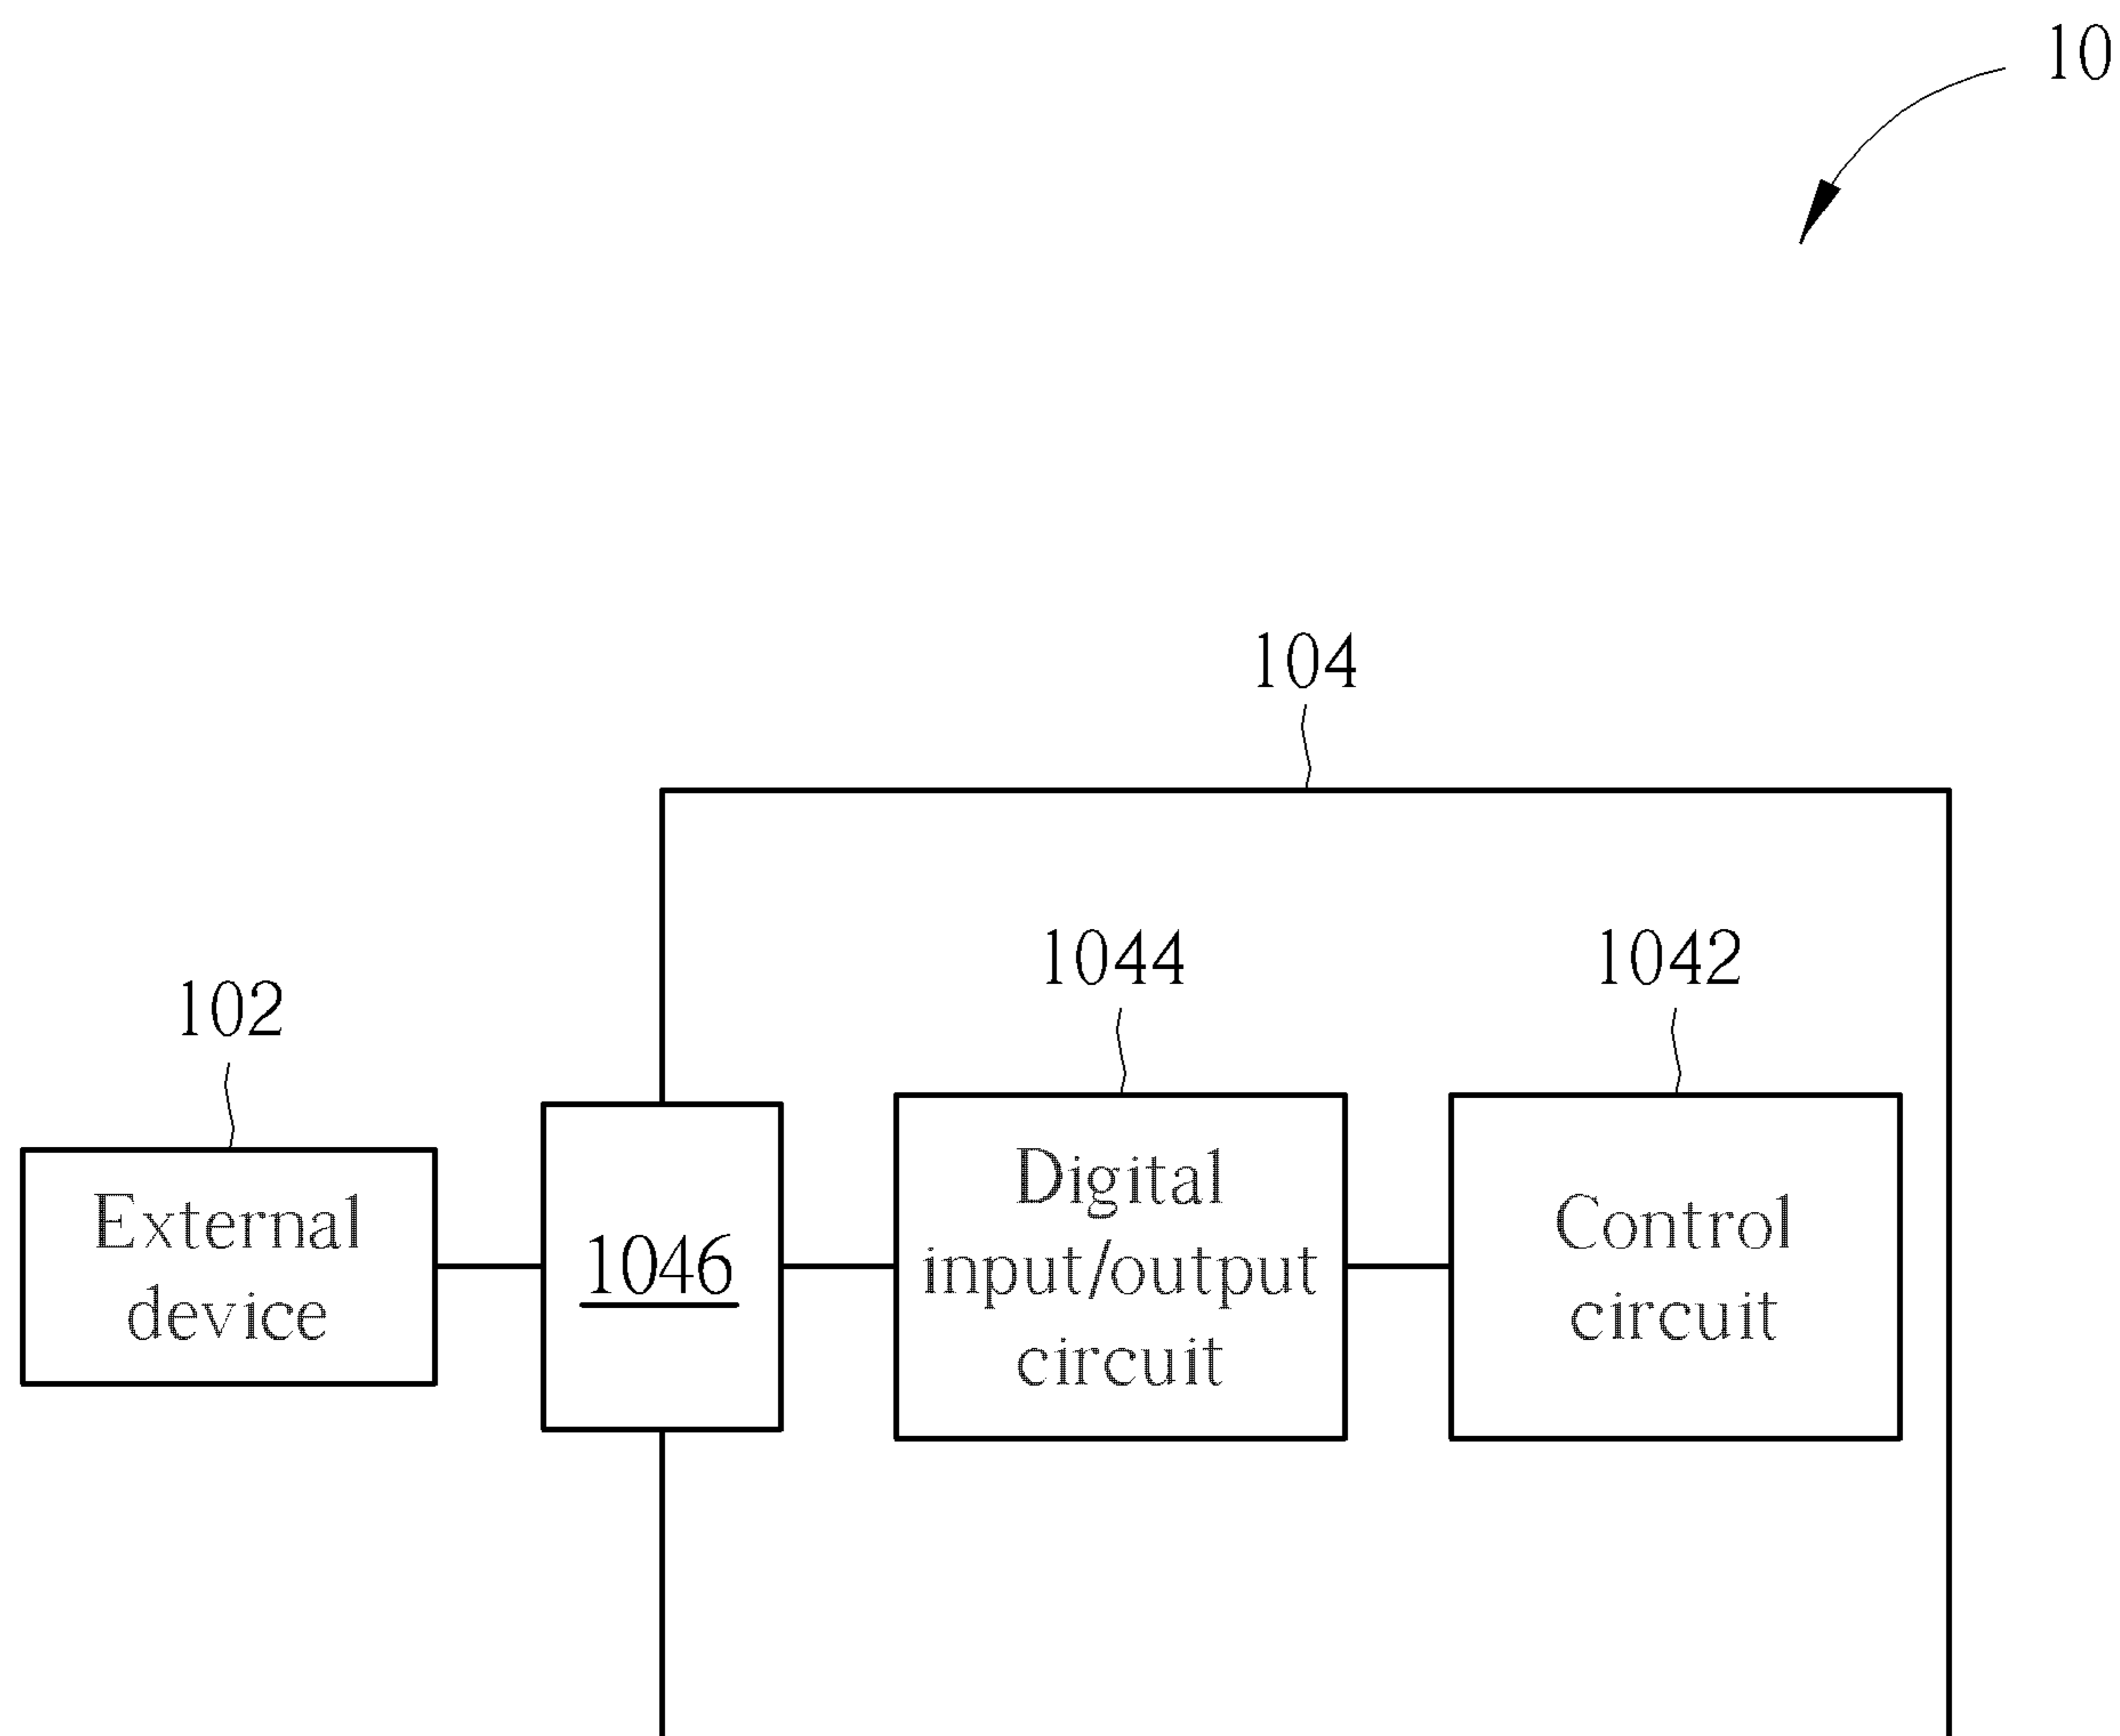 10
104
1044
1042
102
External
device
1046
Digital
input/output
circuit
Control
circuit